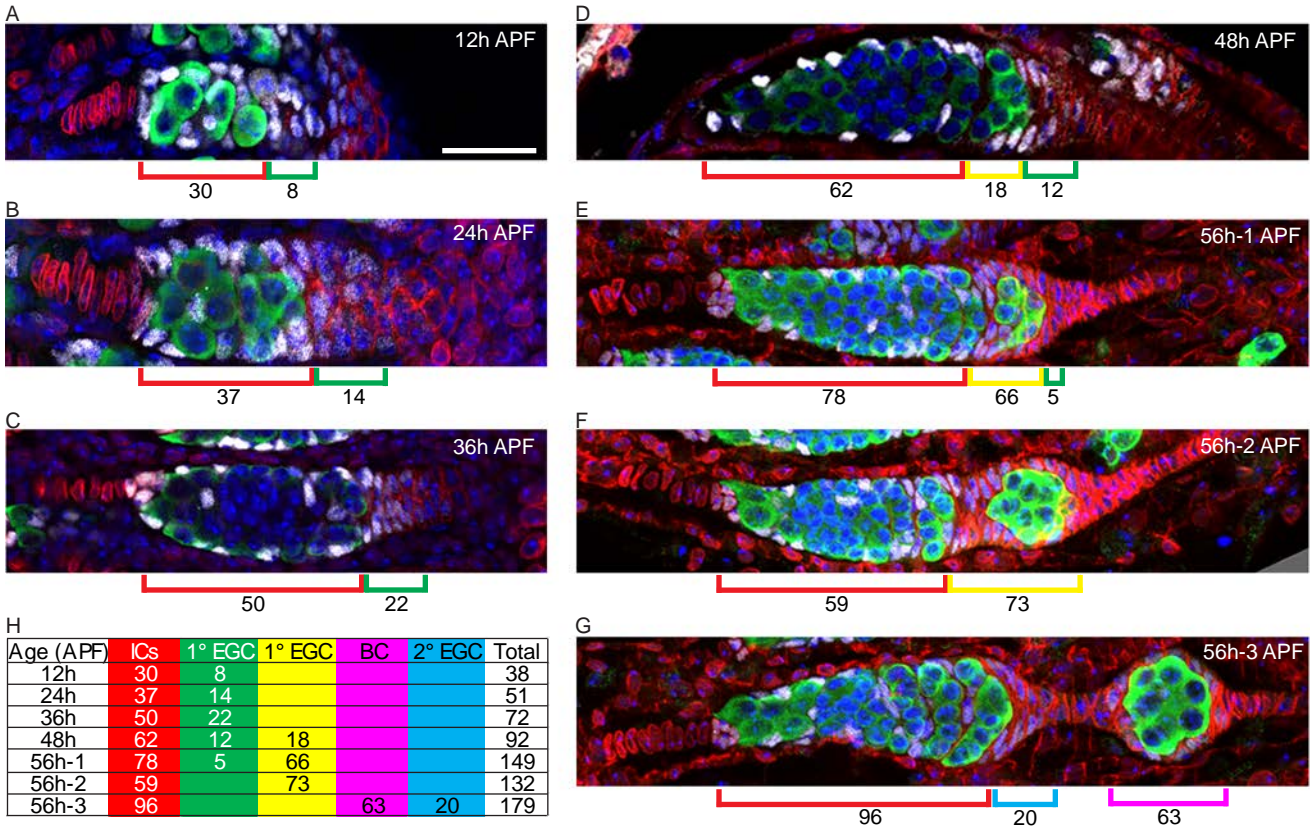 A
12h APF
30
8
B
24h APF
37
14
C
36h APF
50
22
D
48h APF
62
18
12
E
56h-1 APF
78
66
5
F
56h-2 APF
59
73
G
56h-3 APF
96
20
63
H
Age (APF) ICs 1° EGC 1° EGC BC 2° EGC Total
12h 30 8 38
24h 37 14 51
36h 50 22 72
48h 62 12 18 92
56h-1 78 5 66 149
56h-2 59 73 132
56h-3 96 63 20 179